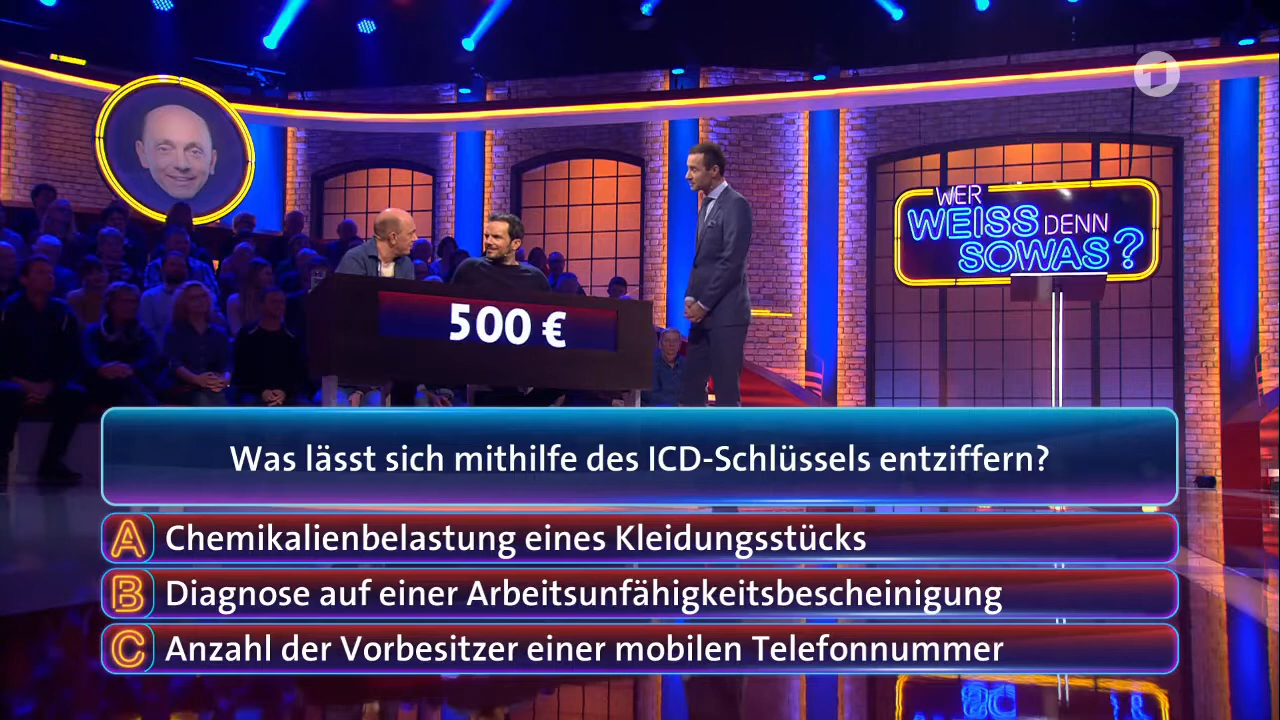 1
WER
WEISS DENN
SOWAS?
500 €
Was lässt sich mithilfe des ICD-Schlüssels entziffern?
A Chemikalienbelastung eines Kleidungsstücks
B Diagnose auf einer Arbeitsunfähigkeitsbescheinigung
C Anzahl der Vorbesitzer einer mobilen Telefonnummer